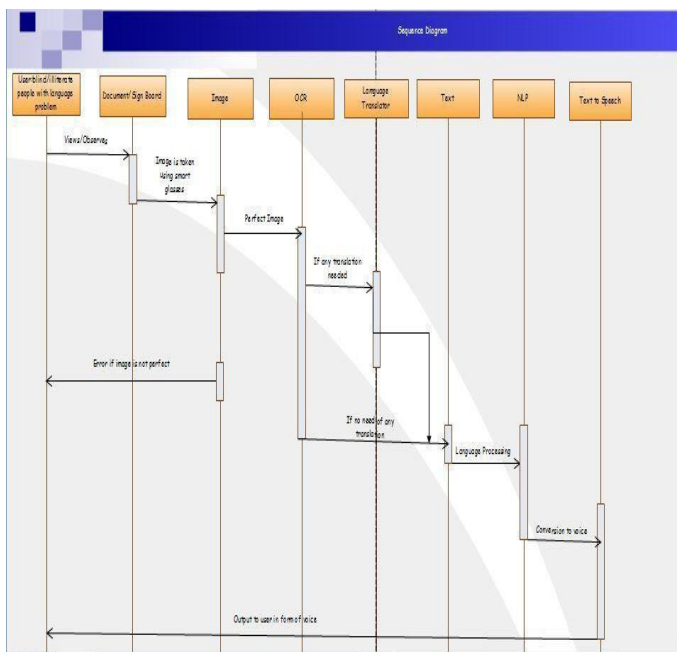 Sequence Diagram
User:blind/illiterate
people with language
problem
Document/Sign Board
Image
OCR
Language
Translator
Text
NLP
Text to Speech
Views/Observes
Image is taken
using smart
glasses
Perfect Image
If any translation
needed
Error if image is not perfect
If no need of any
translation
Language Processing
Conversion to voice
Output to user in form of voice